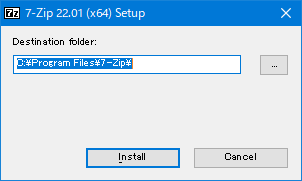 7z 7-Zip 22.01 (x64) Setup
Destination folder:
C:¥Program Files¥7-Zip¥
...
Install
Cancel